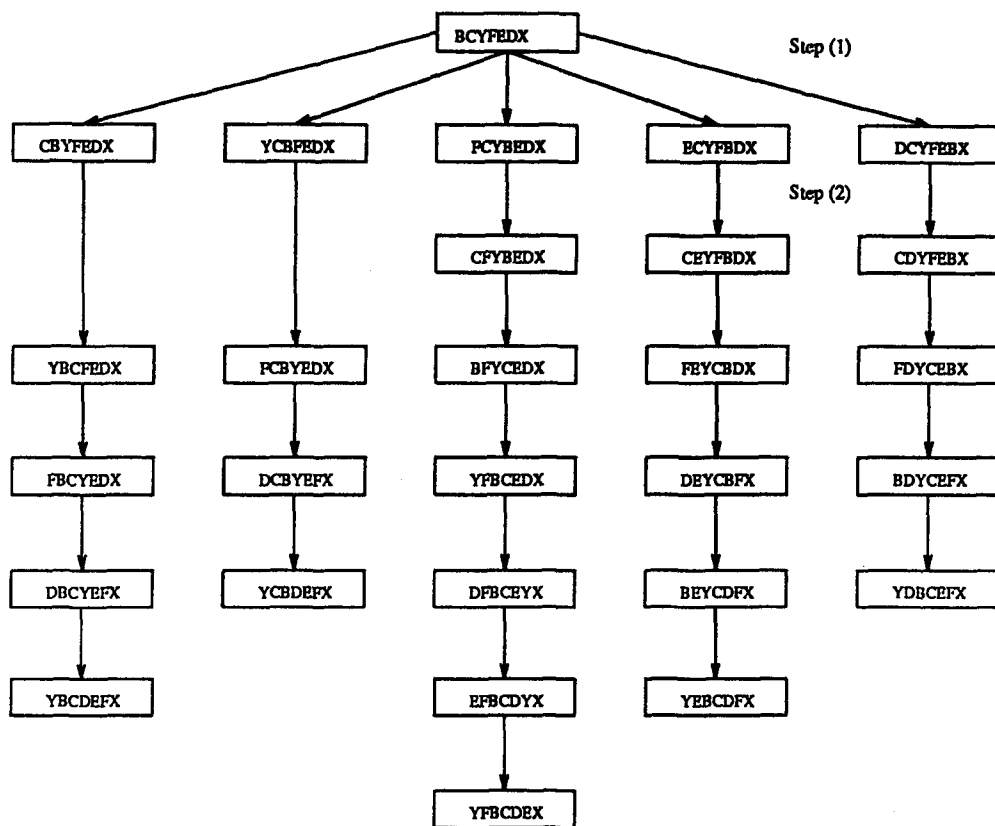 BCYFEDX
Step (1)
CBYFEDX
YCBFEDX
FCYBEDX
ECYFBDX
DCYFEBX
Step (2)
CFYBEDX
CEYFBDX
CDYFEBX
YBCFEDX
FCBYEDX
BFYCEDX
FEYCBDX
FDYCEBX
FBCYEDX
DCBYEFX
YFBCEDX
DEYCBFX
BDYCEFX
DBCYEFX
YCBDEFX
DFBCEYX
BEYCDFX
YDBCEFX
YBCDEFX
EFBCDYX
YEBCDFX
YFBCDEX